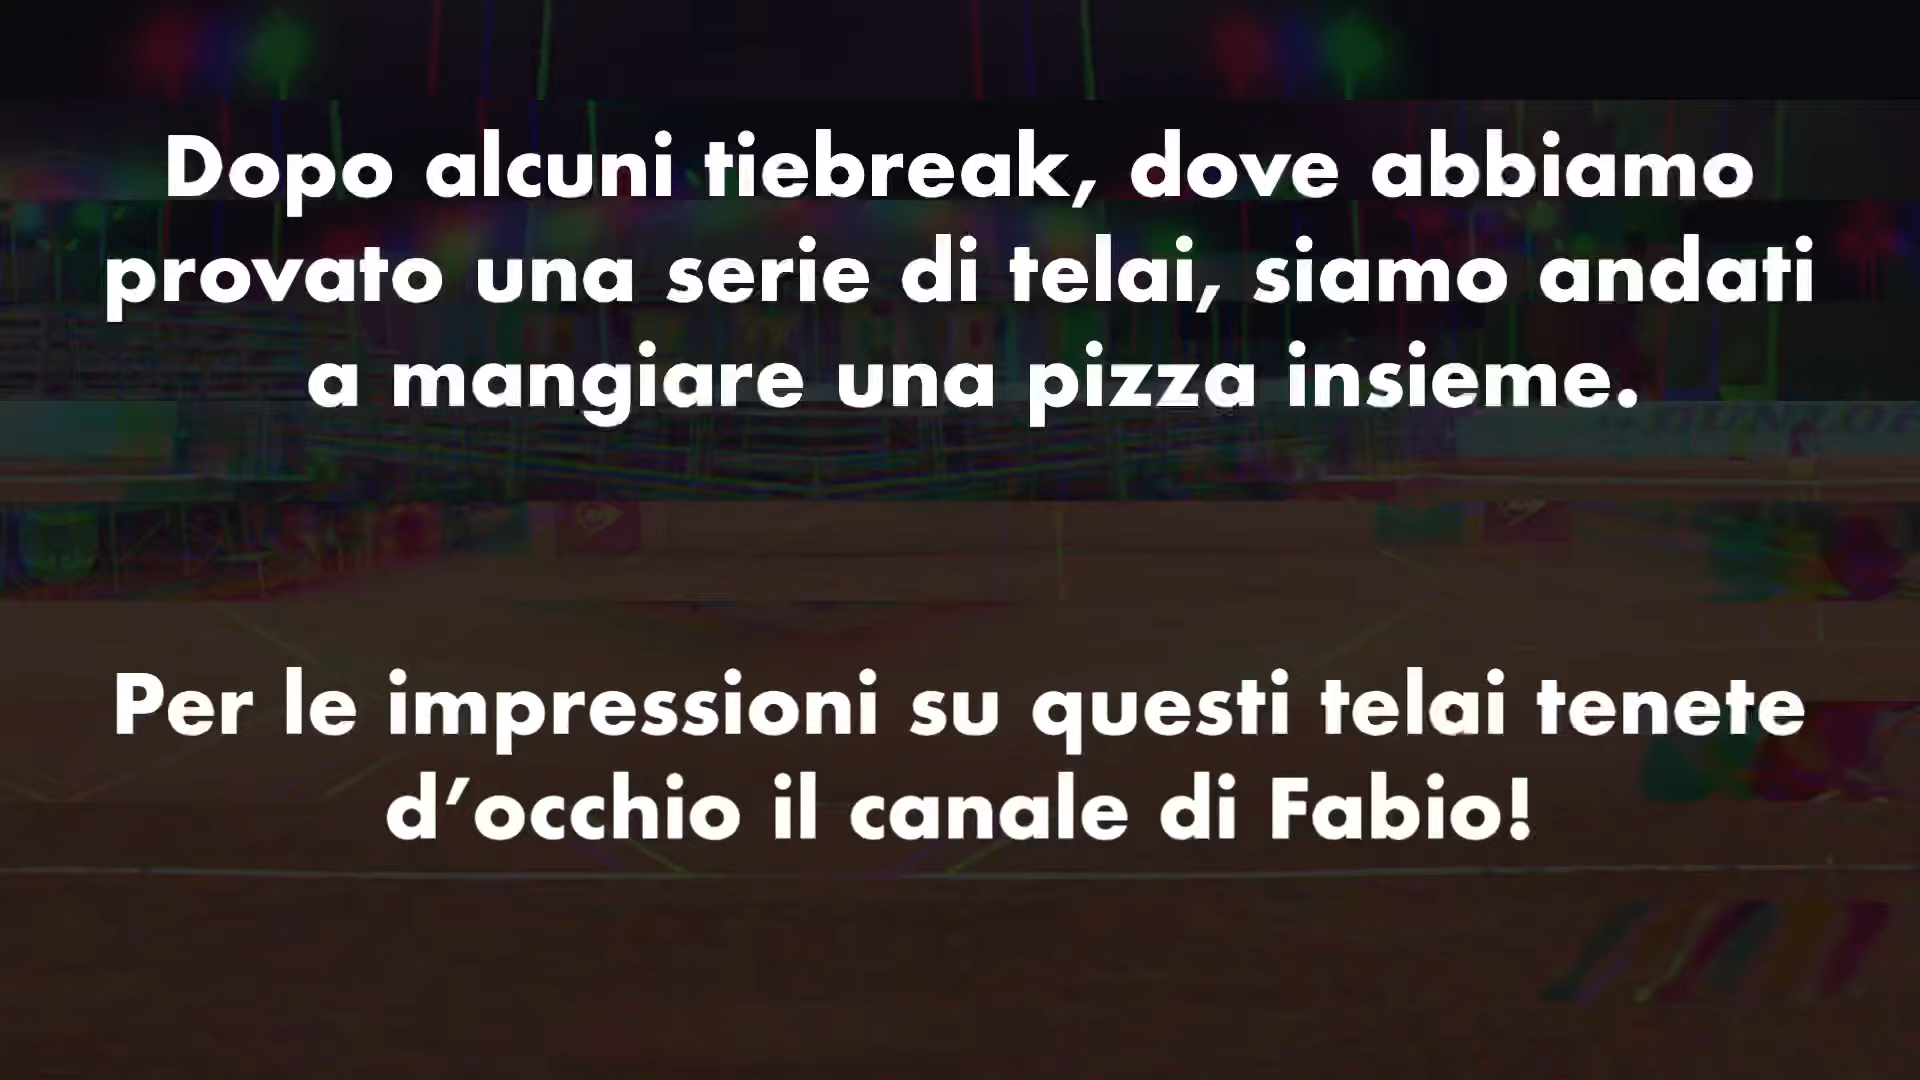 Dopo alcuni tiebreak, dove abbiamo
provato una serie di telai, siamo andati
a mangiare una pizza insieme.
Per le impressioni su questi telai tenete
d’occhio il canale di Fabio!